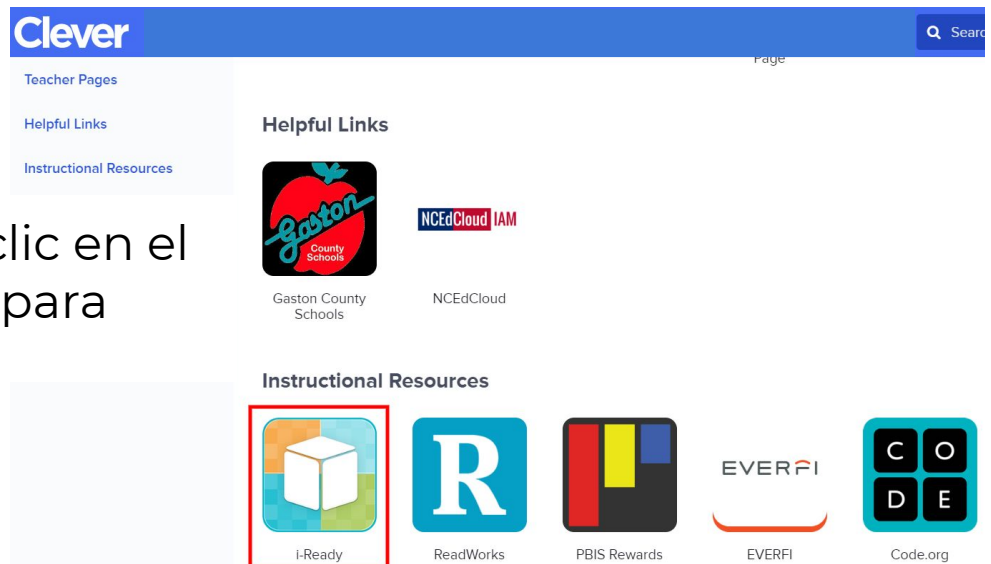 Clever
Search
Page
Teacher Pages
Helpful Links
Instructional Resources
Helpful Links
Gaston
County
Schools
NCEdCloud IAM
Gaston County
Schools
NCEdCloud
clic en el
para
Instructional Resources
R
EVERFI
C O
D E
i-Ready
ReadWorks
PBIS Rewards
EVERFI
Code.org